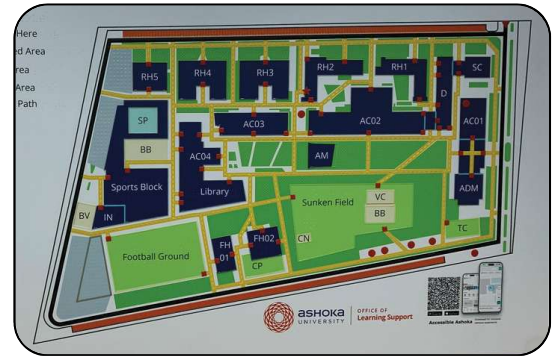 Here
ed Area
rea
Area
Path
RH5
RH4
RH3
RH2
RH1
D
SC
SP
BB
AC03
AC02
AC01
AC04
AM
Sports Block
Library
ADM
BV
IN
Sunken Field
VC
BB
TC
Football Ground
FH
01
FH02
CN
CP
ASHOKA
UNIVERSITY
OFFICE OF
Learning Support
Accessible Ashoka